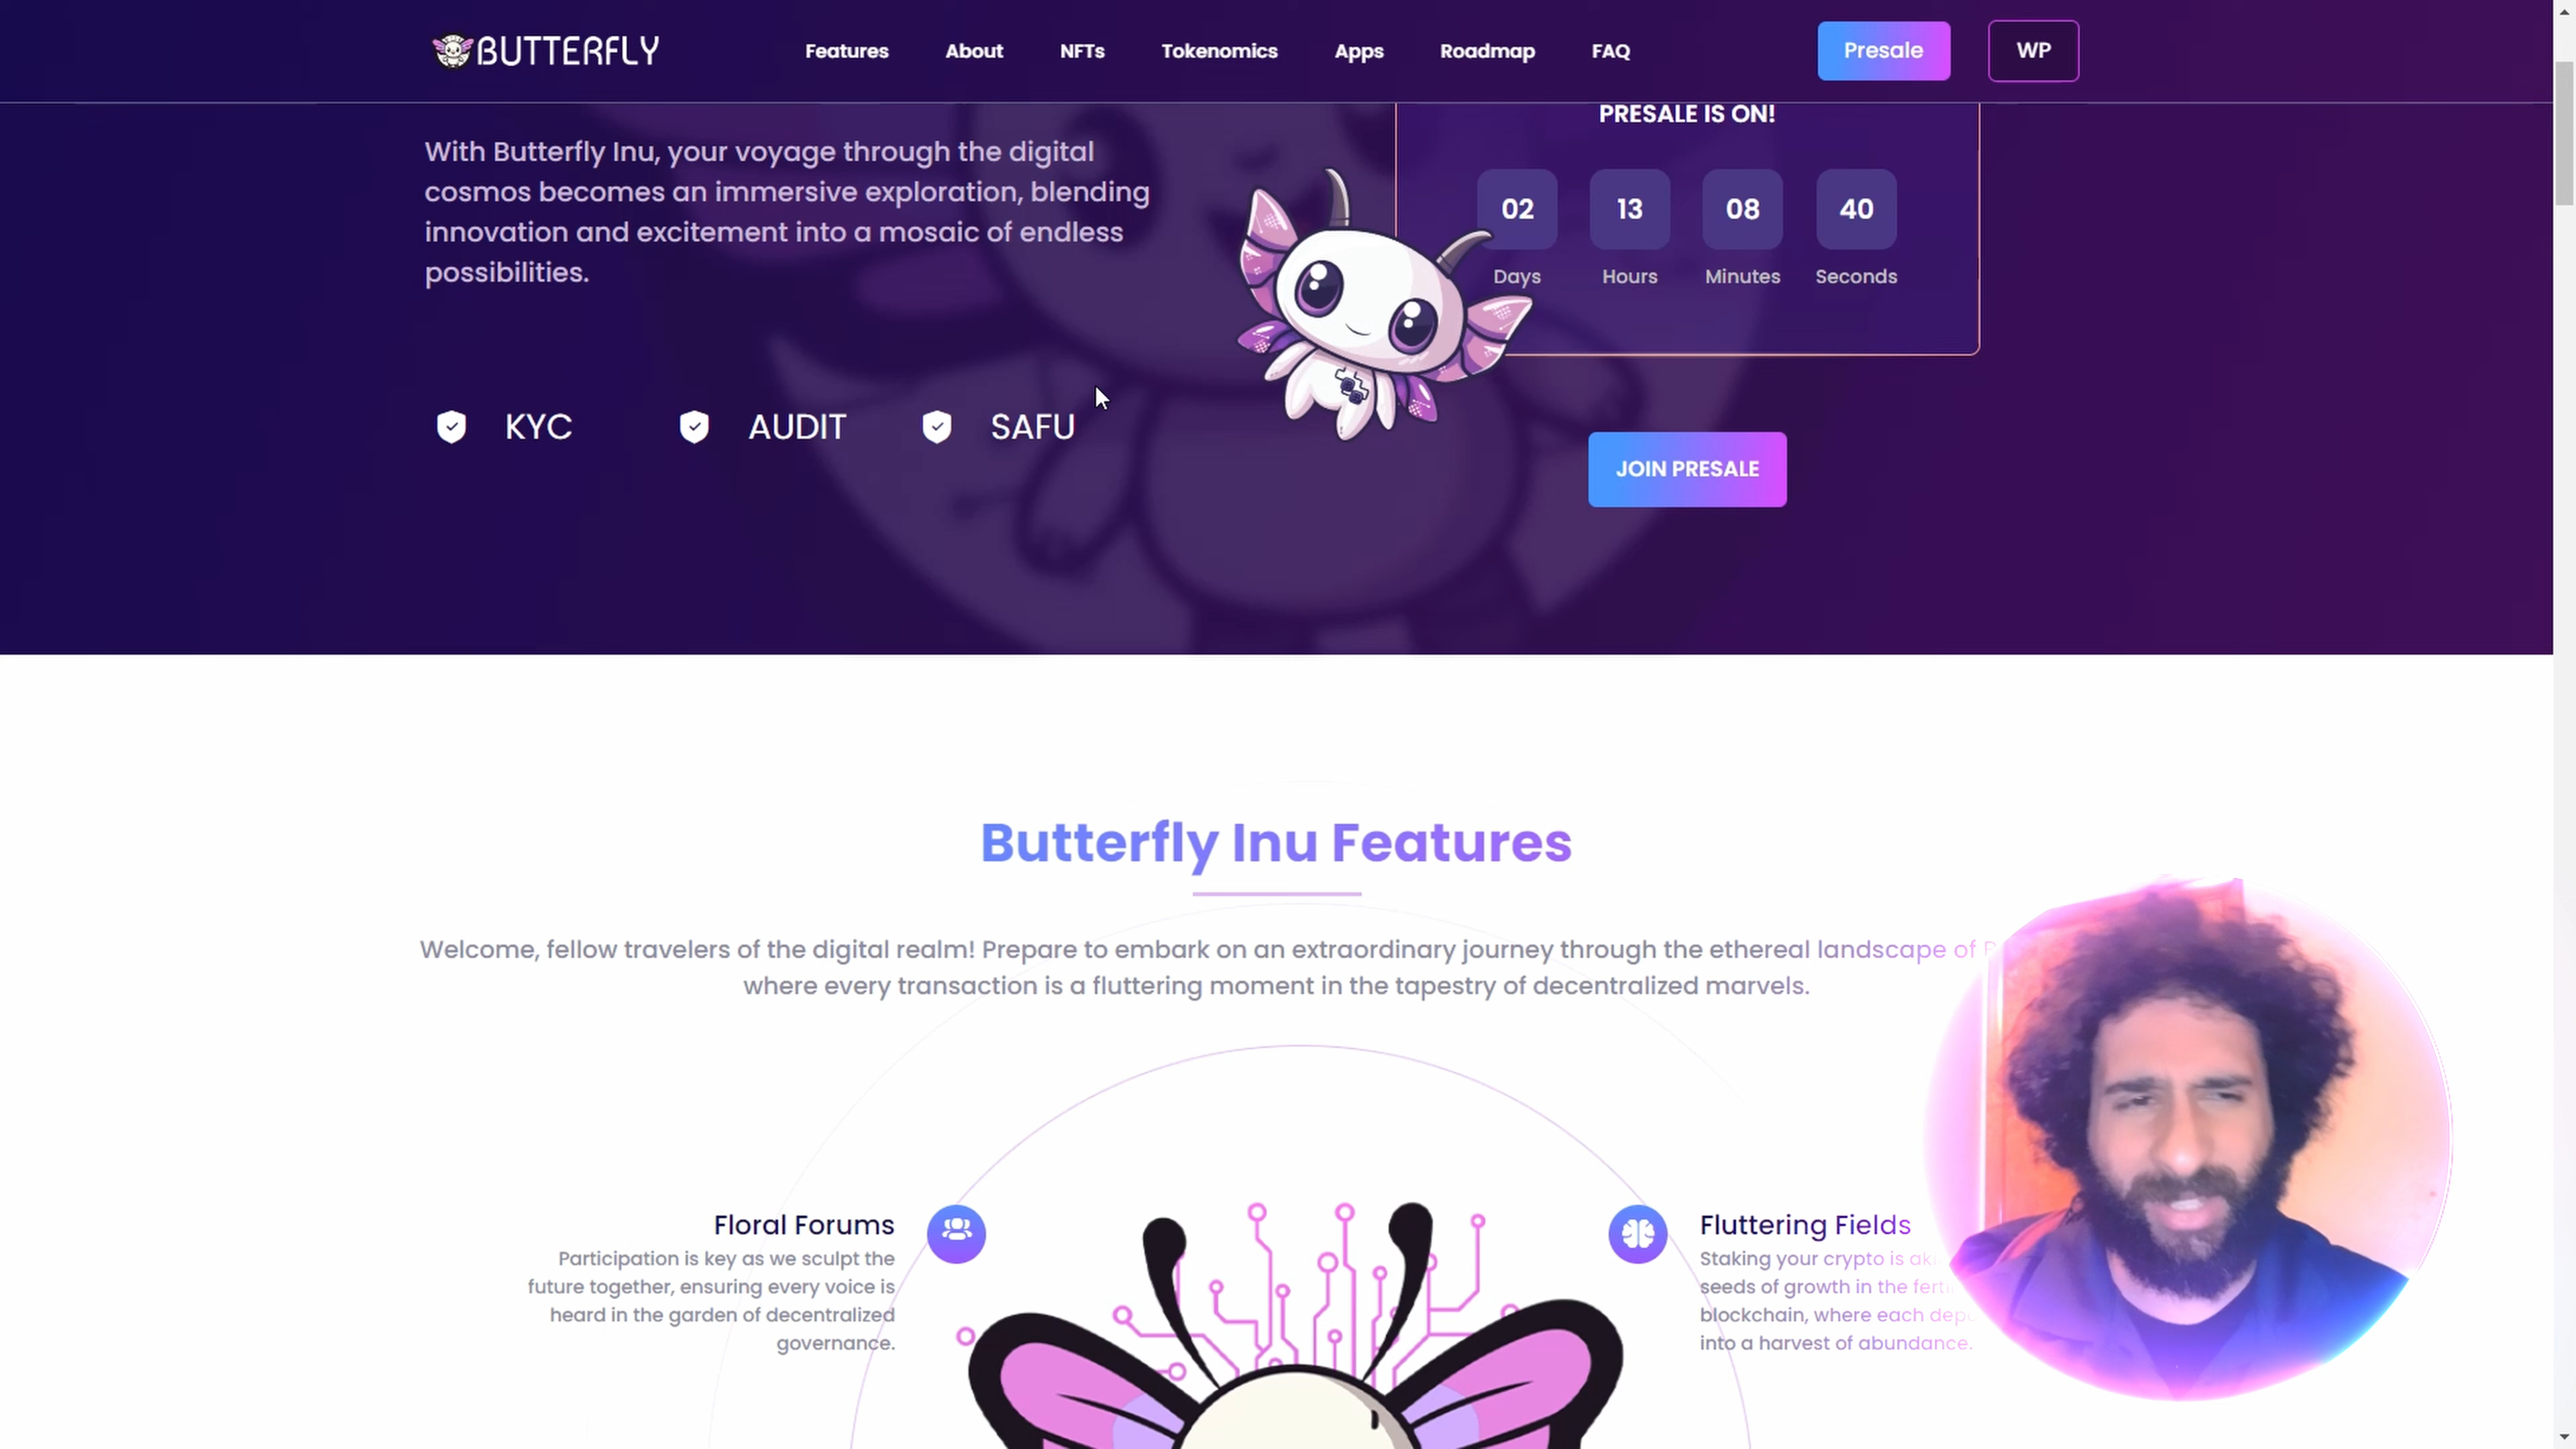 BUTTERFLY
Features About NFTs Tokenomics Apps Roadmap FAQ
Presale WP
With Butterfly Inu, your voyage through the digital
cosmos becomes an immersive exploration, blending
innovation and excitement into a mosaic of endless
possibilities.
KYC AUDIT SAFU
PRESALE IS ON!
02 13 08 40
Days Hours Minutes Seconds
JOIN PRESALE
Butterfly Inu Features
Welcome, fellow travelers of the digital realm! Prepare to embark on an extraordinary journey through the ethereal landscape of
where every transaction is a fluttering moment in the tapestry of decentralized marvels.
Floral Forums
Participation is key as we sculpt the
future together, ensuring every voice is
heard in the garden of decentralized
governance.
Fluttering Fields
Staking your crypto is
seeds of growth in the
blockchain, where each
into a harvest of abundance.